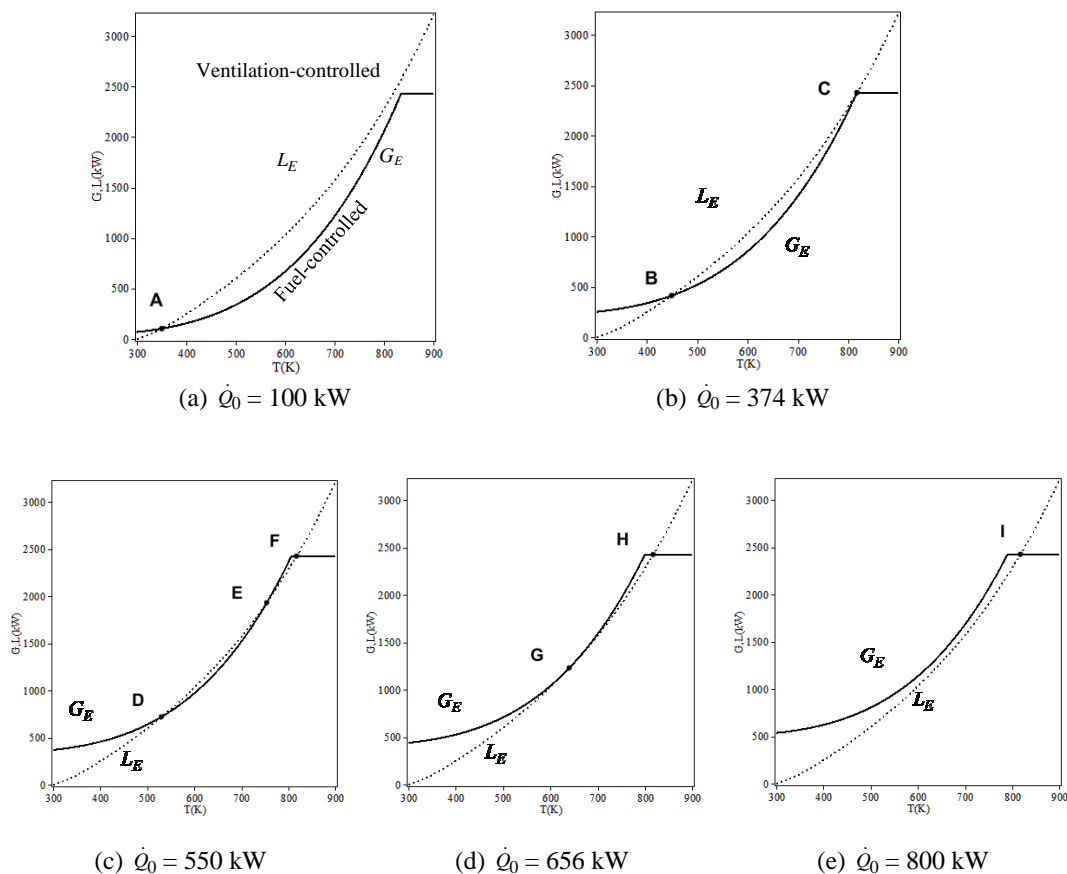 3000
2500
2000
1500
1000
500
0
G,L(kW)
Ventilation-controlled
L_E
G_E
Fuel-controlled
A
300 400 500 600 700 800 900
T(K)
(a) Q̇_0 = 100 kW
3000
2500
2000
1500
1000
500
0
G,L(kW)
C
L_E
G_E
B
300 400 500 600 700 800 900
T(K)
(b) Q̇_0 = 374 kW
3000
2500
2000
1500
1000
500
0
G,L(kW)
F
E
D
G_E
L_E
300 400 500 600 700 800 900
T(K)
(c) Q̇_0 = 550 kW
3000
2500
2000
1500
1000
500
0
G,L(kW)
H
G
G_E
L_E
300 400 500 600 700 800 900
T(K)
(d) Q̇_0 = 656 kW
3000
2500
2000
1500
1000
500
0
G,L(kW)
I
G_E
L_E
300 400 500 600 700 800 900
T(K)
(e) Q̇_0 = 800 kW